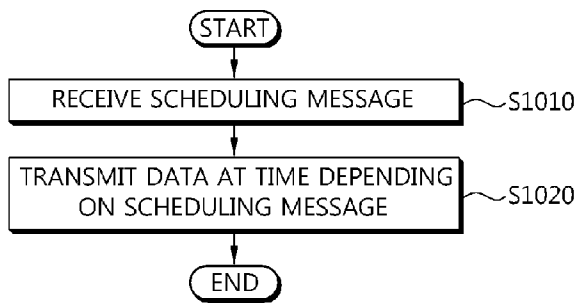 START
RECEIVE SCHEDULING MESSAGE
S1010
TRANSMIT DATA AT TIME DEPENDING
ON SCHEDULING MESSAGE
S1020
END